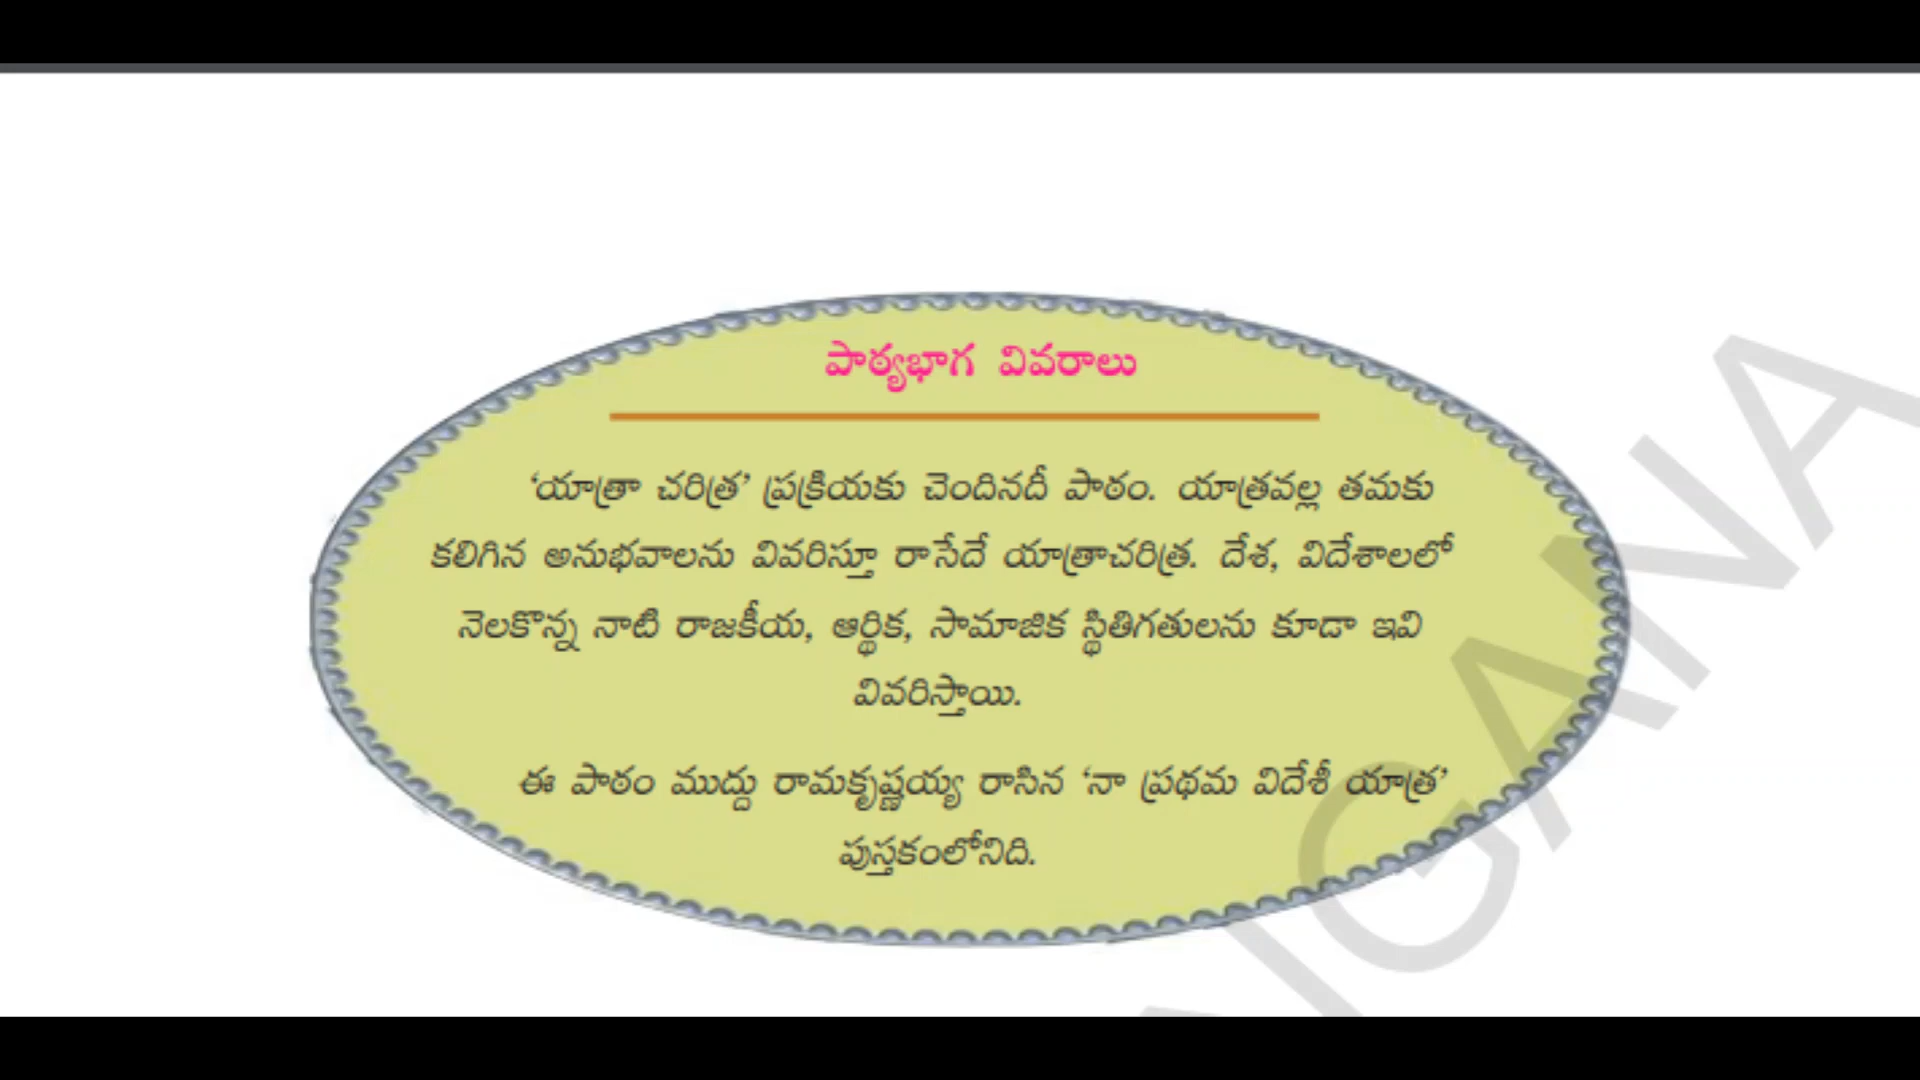 పాఠ్యభాగ వివరాలు
‘యాత్రా చరిత్ర’ ప్రక్రియకు చెందినదీ పాఠం. యాత్రవల్ల తమకు
కలిగిన అనుభవాలను వివరిస్తూ రాసేదే యాత్రాచరిత్ర. దేశ, విదేశాలలో
నెలకొన్న నాటి రాజకీయ, ఆర్థిక, సామాజిక స్థితిగతులను కూడా ఇవి
వివరిస్తాయి.
ఈ పాఠం ముద్దు రామకృష్ణయ్య రాసిన ‘నా ప్రథమ విదేశీ యాత్ర’
పుస్తకంలోనిది.
NGANA